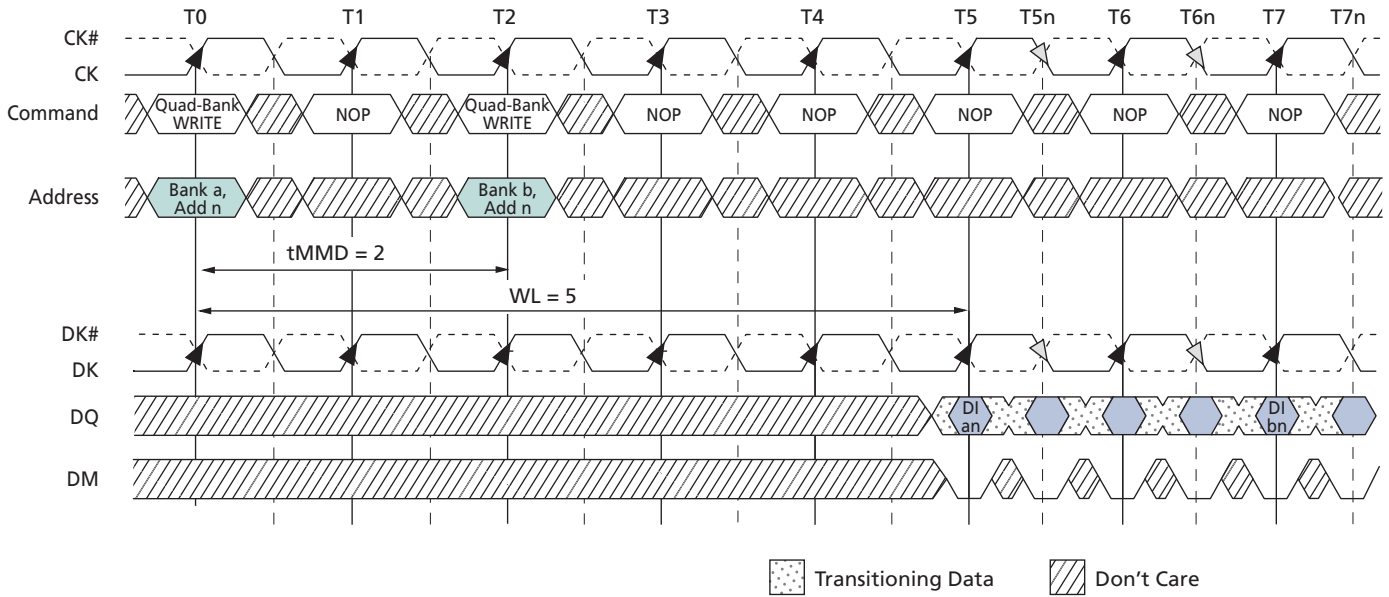 T0 T1 T2 T3 T4 T5 T5n T6 T6n T7 T7n
CK#
CK
Command
Quad-Bank
WRITE
NOP
Quad-Bank
WRITE
NOP
NOP
NOP
NOP
NOP
Address
Bank a,
Add n
Bank b,
Add n
tMMD = 2
WL = 5
DK#
DK
DQ
DI
an
DI
bn
DM
Transitioning Data
Don't Care